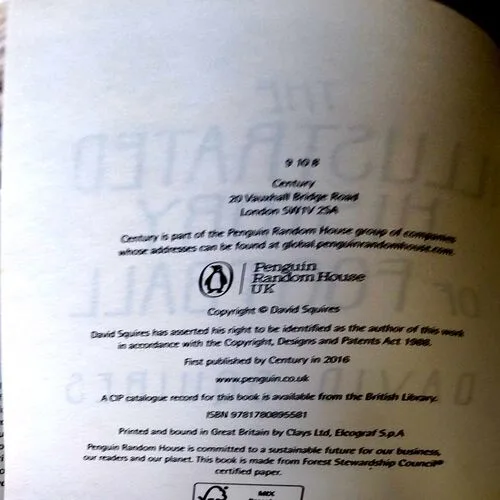 9 10 8
Century
20 Vauxhall Bridge Road
London SW1V 2SA
Century is part of the Penguin Random House group of companies
whose addresses can be found at global.penguinrandomhouse.com.
Penguin
Random House
UK
Copyright © David Squires
David Squires has asserted his right to be identified as the author of this work
in accordance with the Copyright, Designs and Patents Act 1988.
First published by Century in 2016
www.penguin.co.uk
A CIP catalogue record for this book is available from the British Library.
ISBN 9781780895581
Printed and bound in Great Britain by Clays Ltd, Elcograf S.p.A
Penguin Random House is committed to a sustainable future for our business,
our readers and our planet. This book is made from Forest Stewardship Council®
certified paper.
FSC
MIX